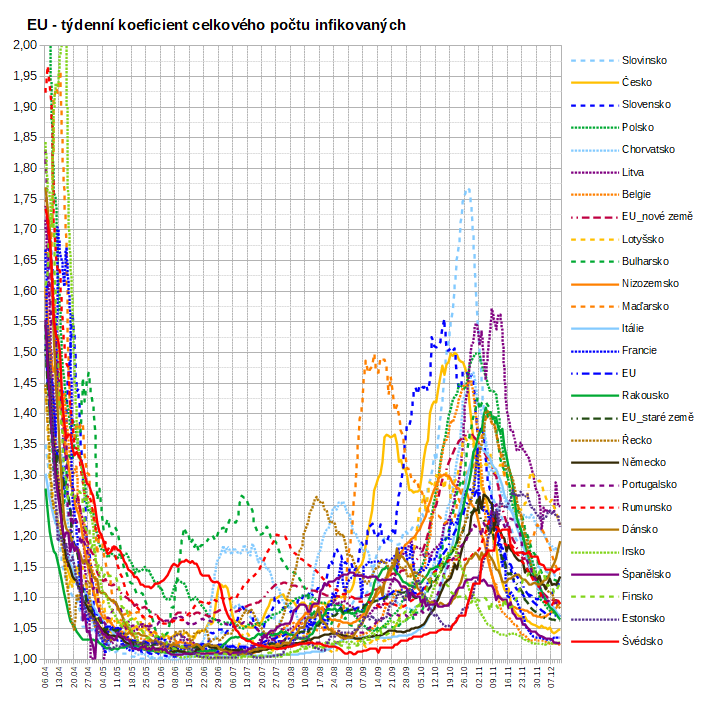 EU - týdenní koeficient celkového počtu infikovaných
2,00
1,95
1,90
1,85
1,80
1,75
1,70
1,65
1,60
1,55
1,50
1,45
1,40
1,35
1,30
1,25
1,20
1,15
1,10
1,05
1,00
06.04
13.04
20.04
27.04
04.05
11.05
18.05
25.05
01.06
08.06
15.06
22.06
29.06
06.07
13.07
20.07
27.07
03.08
10.08
17.08
24.08
31.08
07.09
14.09
21.09
28.09
05.10
12.10
19.10
26.10
02.11
09.11
16.11
23.11
30.11
07.12
Slovinsko
Česko
Slovensko
Polsko
Chorvatsko
Litva
Belgie
EU_nové země
Lotyšsko
Bulharsko
Nizozemsko
Maďarsko
Itálie
Francie
EU
Rakousko
EU_staré země
Řecko
Německo
Portugalsko
Rumunsko
Dánsko
Irsko
Španělsko
Finsko
Estonsko
Švédsko